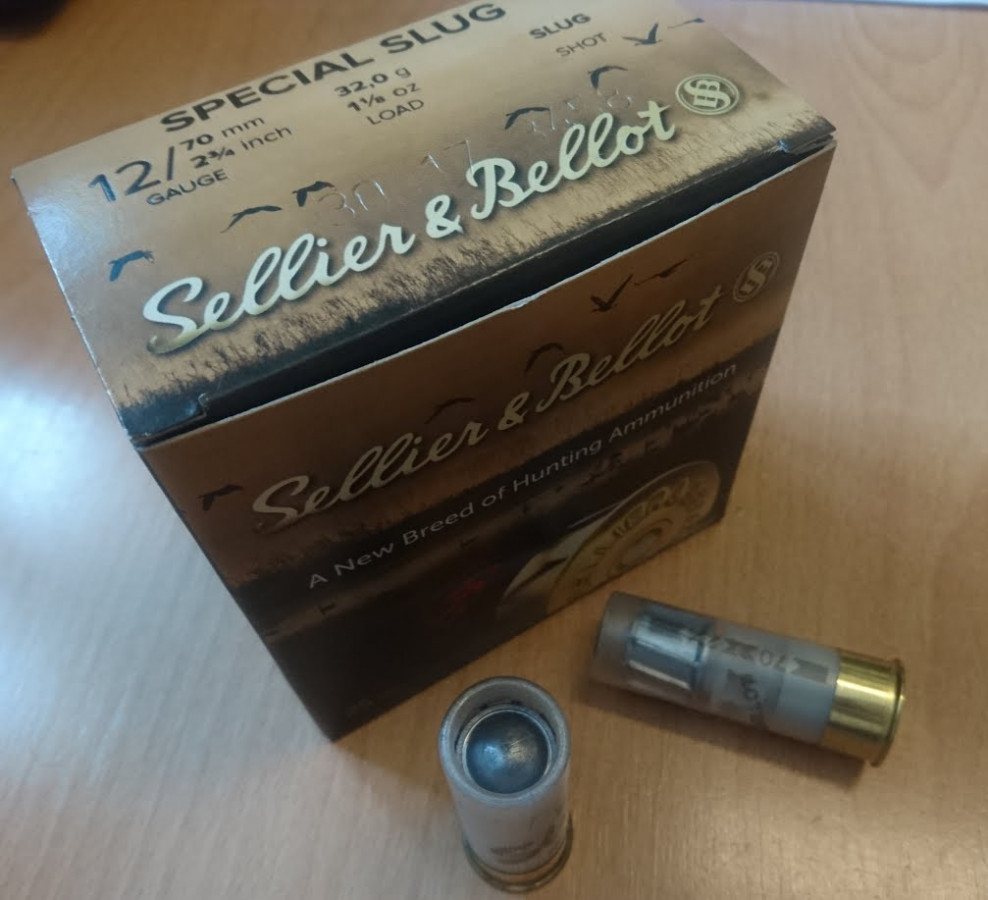 SPECIAL SLUG
12/70 mm
2¾ inch
GAUGE
32,0 g
1⅛ oz
LOAD
SLUG
SHOT
Sellier & Bellot
Sellier & Bellot
A New Breed of Hunting Ammunition
70